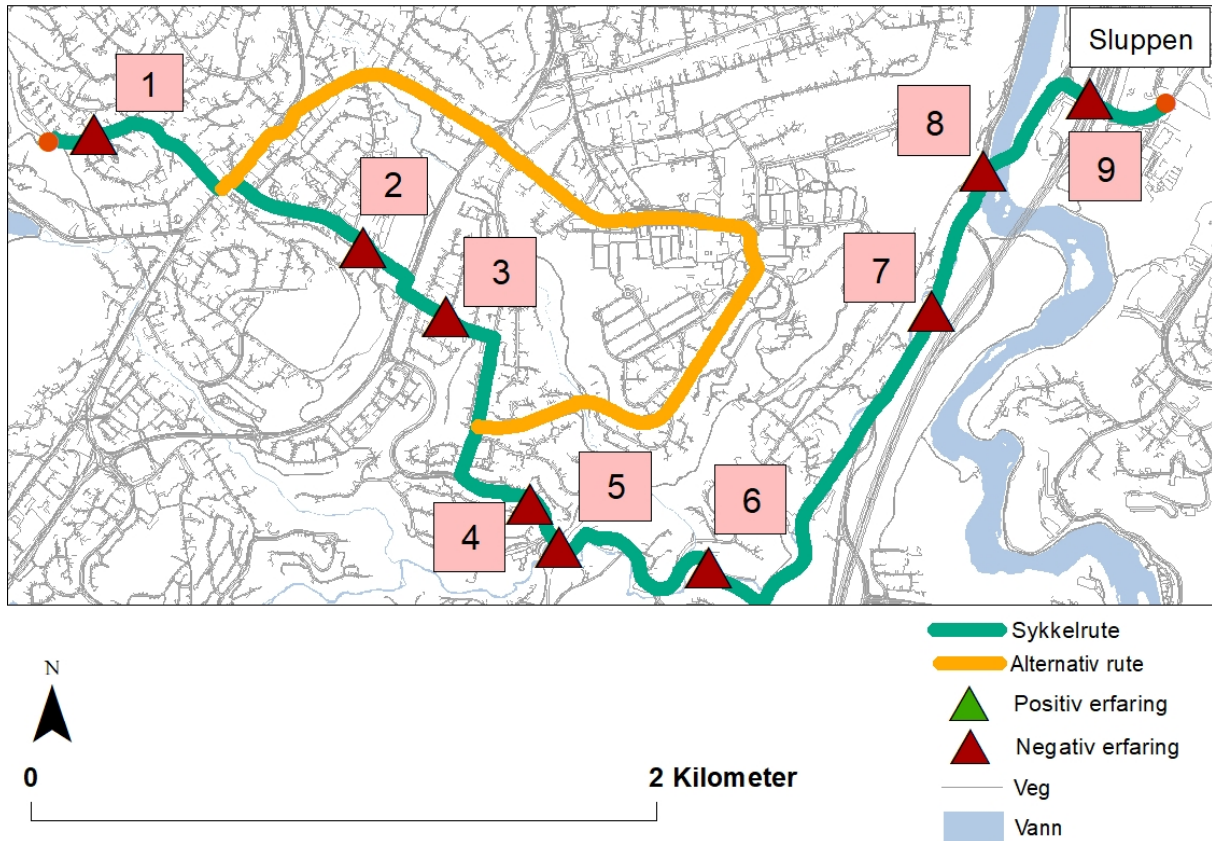 Sluppen
1
2
3
4
5
6
7
8
9
Sykkelrute
Alternativ rute
Positiv erfaring
Negativ erfaring
Veg
Vann
N
0
2 Kilometer